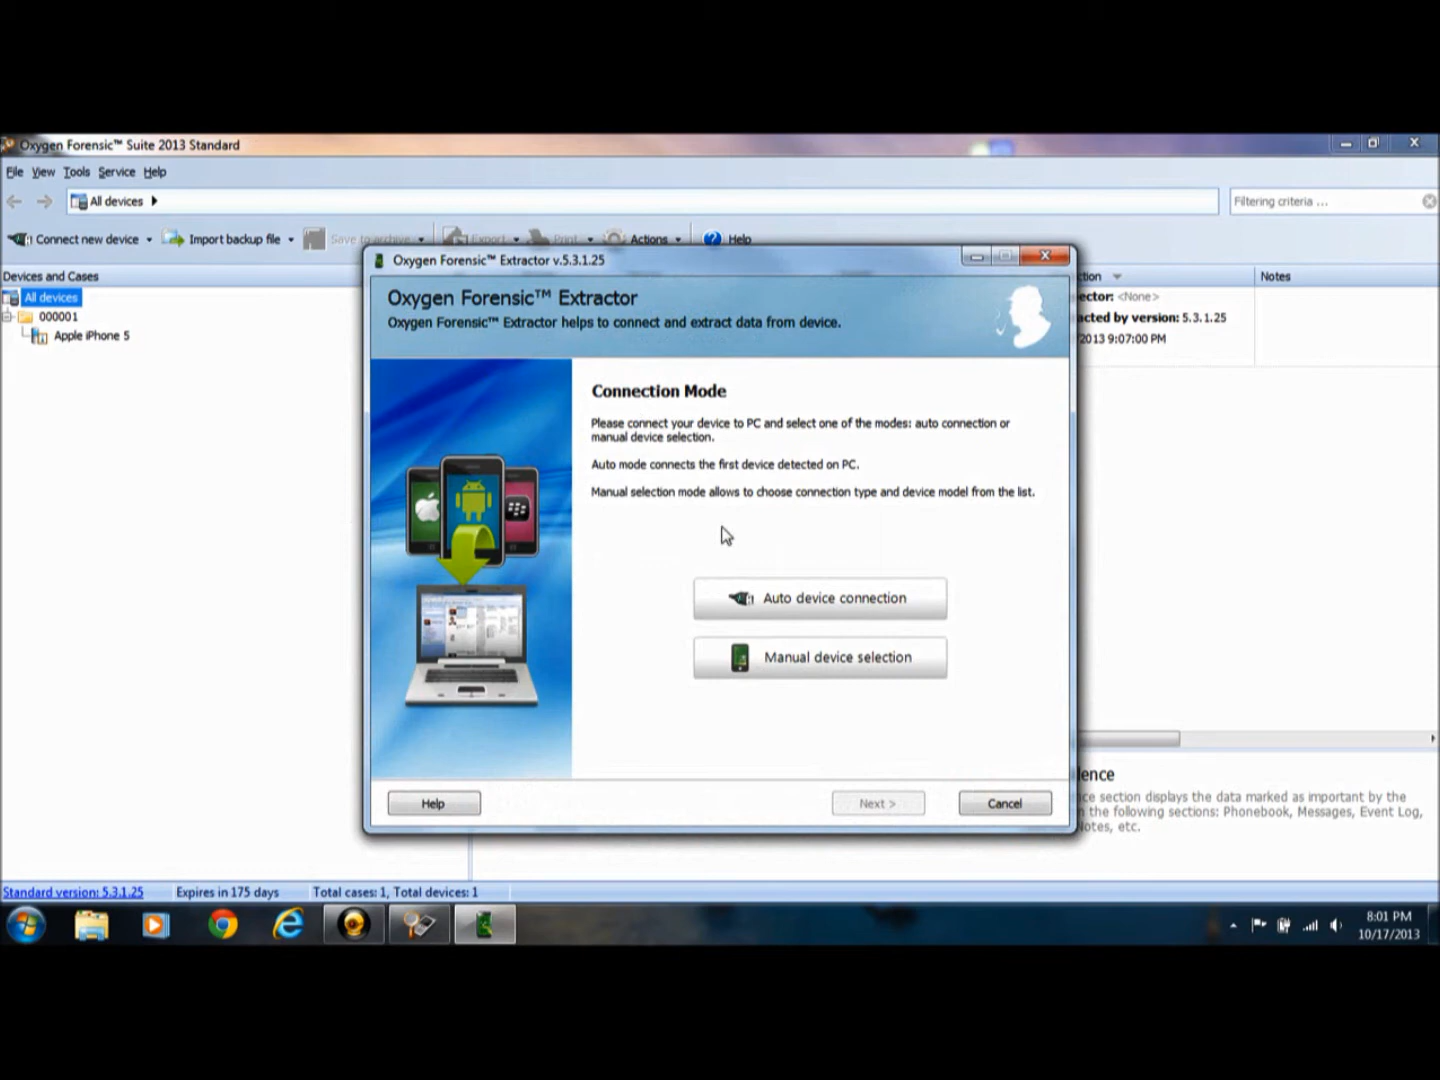 Oxygen Forensic™ Suite 2013 Standard
File View Tools Service Help
All devices
Filtering criteria ...
Connect new device Import backup file Save to archive Export Print Actions Help
Devices and Cases
All devices
000001
Apple iPhone 5
Oxygen Forensic™ Extractor v.5.3.1.25
Oxygen Forensic™ Extractor
Oxygen Forensic™ Extractor helps to connect and extract data from device.
Connection Mode
Please connect your device to PC and select one of the modes: auto connection or
manual device selection.
Auto mode connects the first device detected on PC.
Manual selection mode allows to choose connection type and device model from the list.
Auto device connection
Manual device selection
Help
Next >
Cancel
ction
Notes
ector: <None>
acted by version: 5.3.1.25
2013 9:07:00 PM
lence
ce section displays the data marked as important by the
n the following sections: Phonebook, Messages, Event Log,
Notes, etc.
Standard version: 5.3.1.25
Expires in 175 days
Total cases: 1, Total devices: 1
8:01 PM
10/17/2013